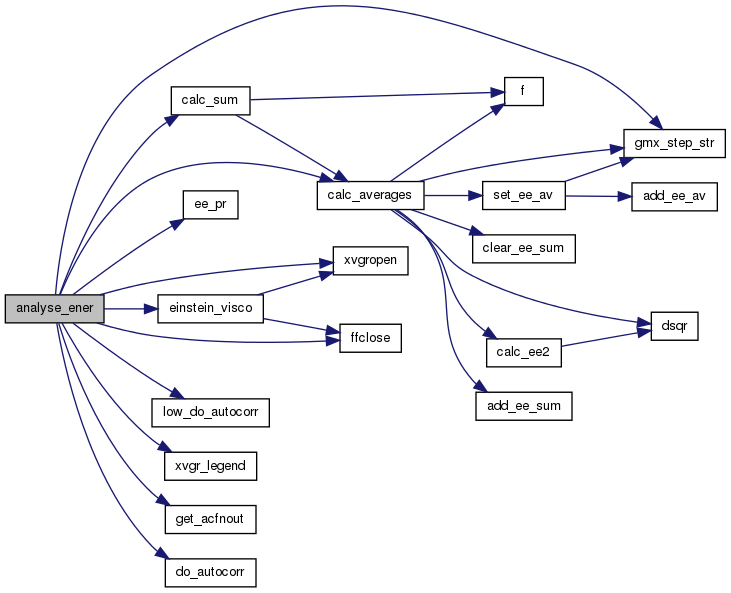 analyse_ener
calc_sum
ee_pr
einstein_visco
low_do_autocorr
xvgr_legend
get_acfnout
do_autocorr
calc_averages
xvgropen
ffclose
f
set_ee_av
clear_ee_sum
calc_ee2
add_ee_sum
gmx_step_str
add_ee_av
dsqr